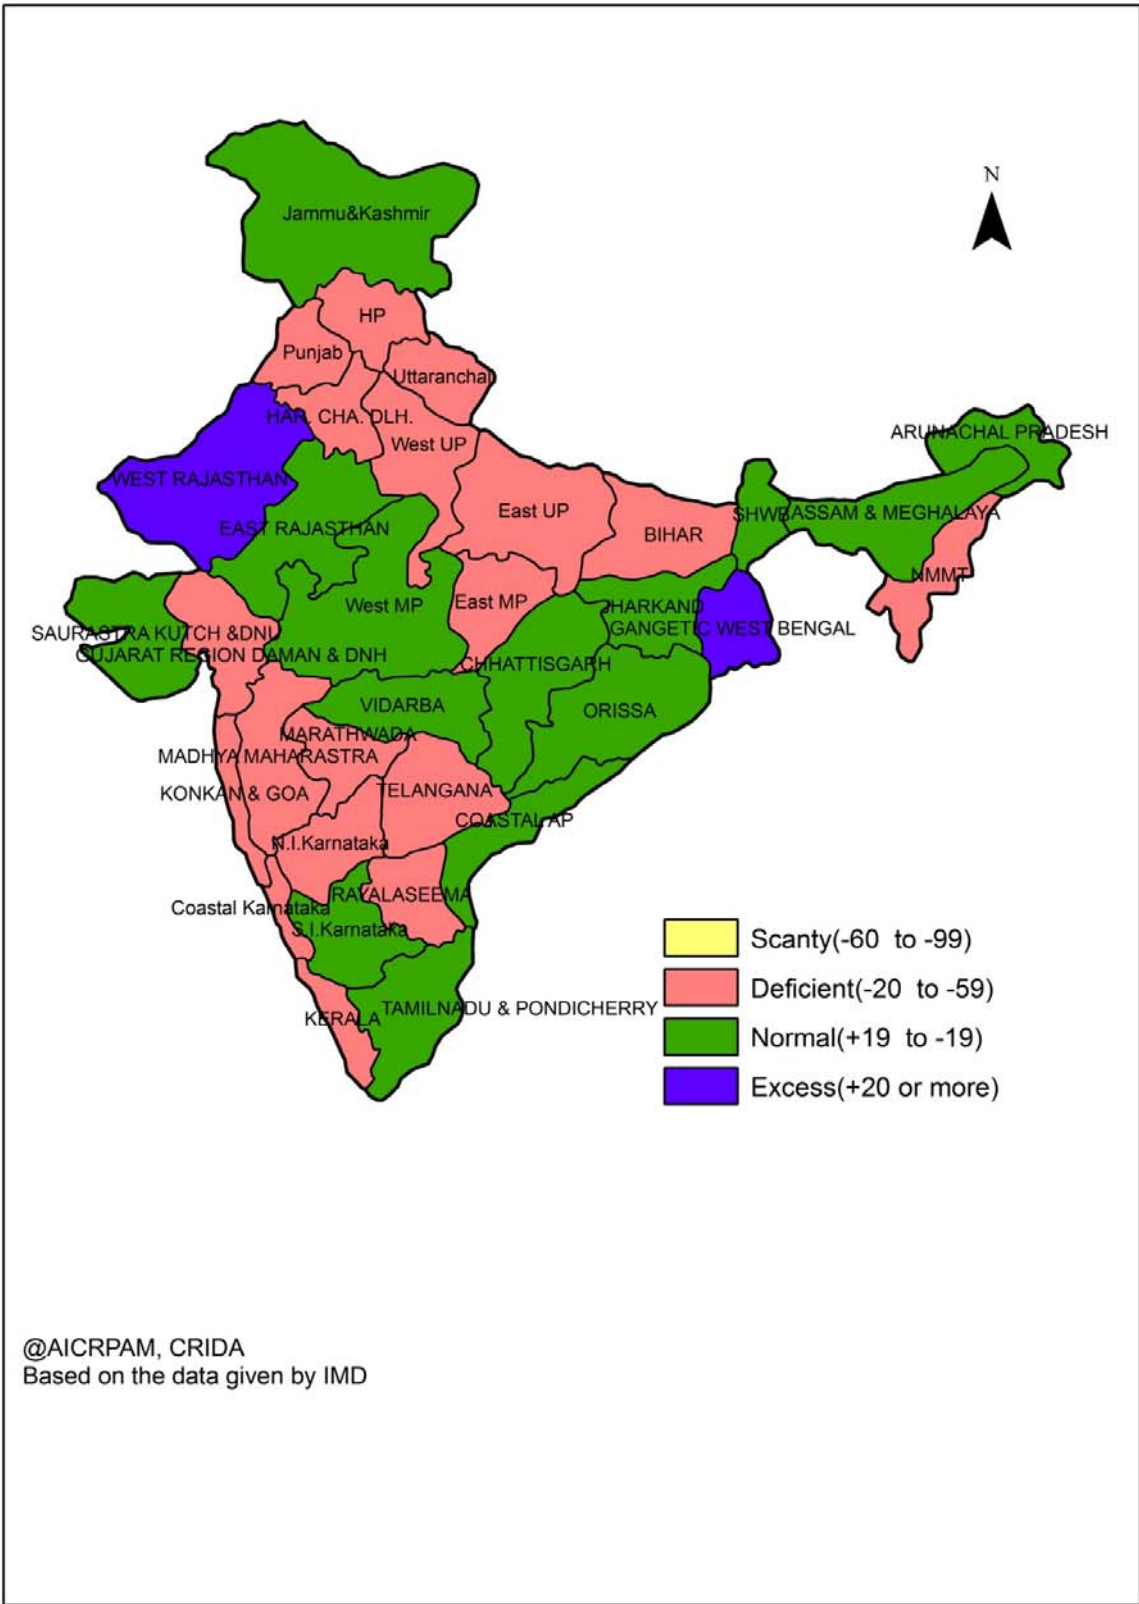 N
Jammu&Kashmir
HP
Punjab
Uttaranchal
HAR. CHA. DLH.
West UP
ARUNACHAL PRADESH
WEST RAJASTHAN
East UP
SHWB
ASSAM & MEGHALAYA
EAST RAJASTHAN
BIHAR
NMMT
West MP
East MP
JHARKAND
GANGETIC WEST BENGAL
SAURASTRA KUTCH &DNU
GUJARAT REGION DAMAN & DNH
CHHATTISGARH
VIDARBA
ORISSA
MARATHWADA
MADHYA MAHARASTRA
KONKAN & GOA
TELANGANA
COASTAL AP
N.I.Karnataka
RAYALASEEMA
Coastal Karnataka
S.I.Karnataka
TAMILNADU & PONDICHERRY
KERALA
Scanty(-60 to -99)
Deficient(-20 to -59)
Normal(+19 to -19)
Excess(+20 or more)
@AICRPAM, CRIDA
Based on the data given by IMD